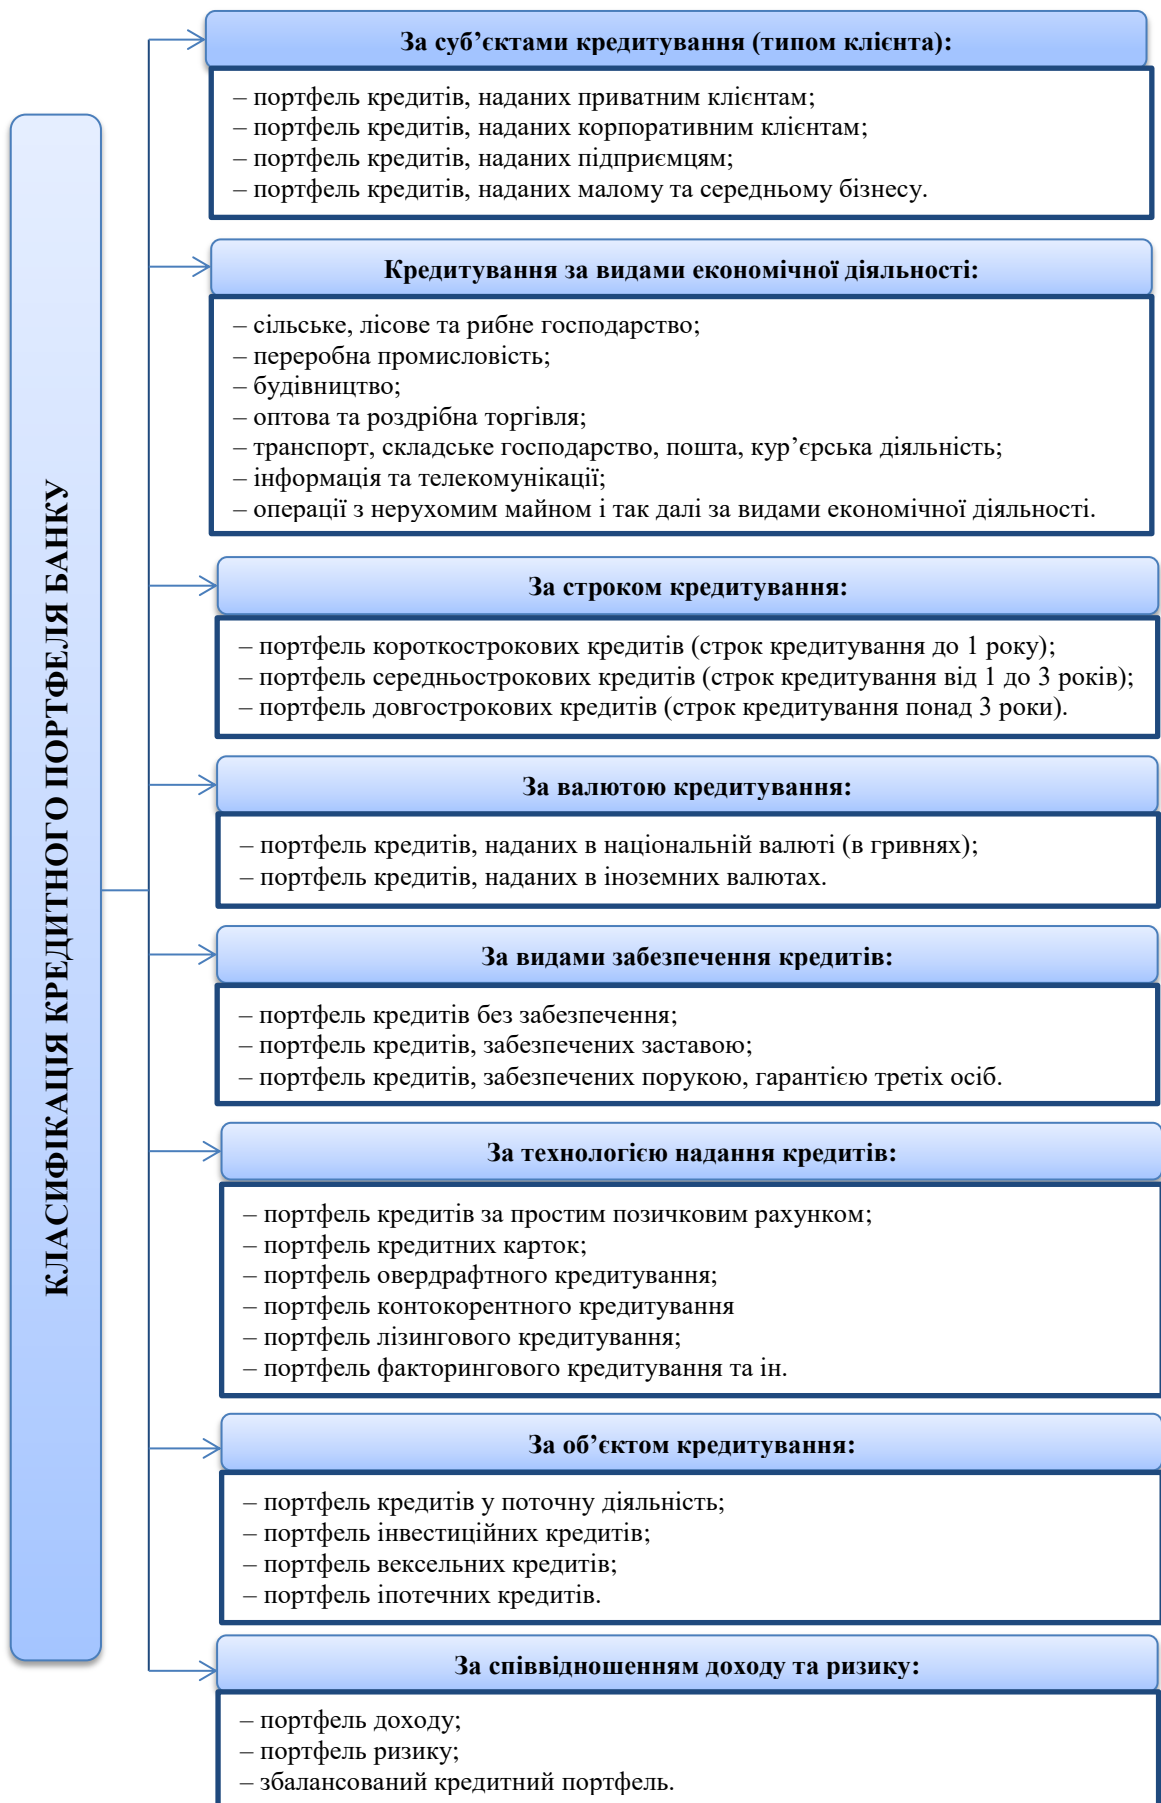 КЛАСИФІКАЦІЯ КРЕДИТНОГО ПОРТФЕЛЯ БАНКУ
За суб’єктами кредитування (типом клієнта):
– портфель кредитів, наданих приватним клієнтам;
– портфель кредитів, наданих корпоративним клієнтам;
– портфель кредитів, наданих підприємцям;
– портфель кредитів, наданих малому та середньому бізнесу.
Кредитування за видами економічної діяльності:
– сільське, лісове та рибне господарство;
– переробна промисловість;
– будівництво;
– оптова та роздрібна торгівля;
– транспорт, складське господарство, пошта, кур’єрська діяльність;
– інформація та телекомунікації;
– операції з нерухомим майном і так далі за видами економічної діяльності.
За строком кредитування:
– портфель короткострокових кредитів (строк кредитування до 1 року);
– портфель середньострокових кредитів (строк кредитування від 1 до 3 років);
– портфель довгострокових кредитів (строк кредитування понад 3 роки).
За валютою кредитування:
– портфель кредитів, наданих в національній валюті (в гривнях);
– портфель кредитів, наданих в іноземних валютах.
За видами забезпечення кредитів:
– портфель кредитів без забезпечення;
– портфель кредитів, забезпечених заставою;
– портфель кредитів, забезпечених порукою, гарантією третіх осіб.
За технологією надання кредитів:
– портфель кредитів за простим позичковим рахунком;
– портфель кредитних карток;
– портфель овердрафтного кредитування;
– портфель контокорентного кредитування
– портфель лізингового кредитування;
– портфель факторингового кредитування та ін.
За об’єктом кредитування:
– портфель кредитів у поточну діяльність;
– портфель інвестиційних кредитів;
– портфель вексельних кредитів;
– портфель іпотечних кредитів.
За співвідношенням доходу та ризику:
– портфель доходу;
– портфель ризику;
– збалансований кредитний портфель.